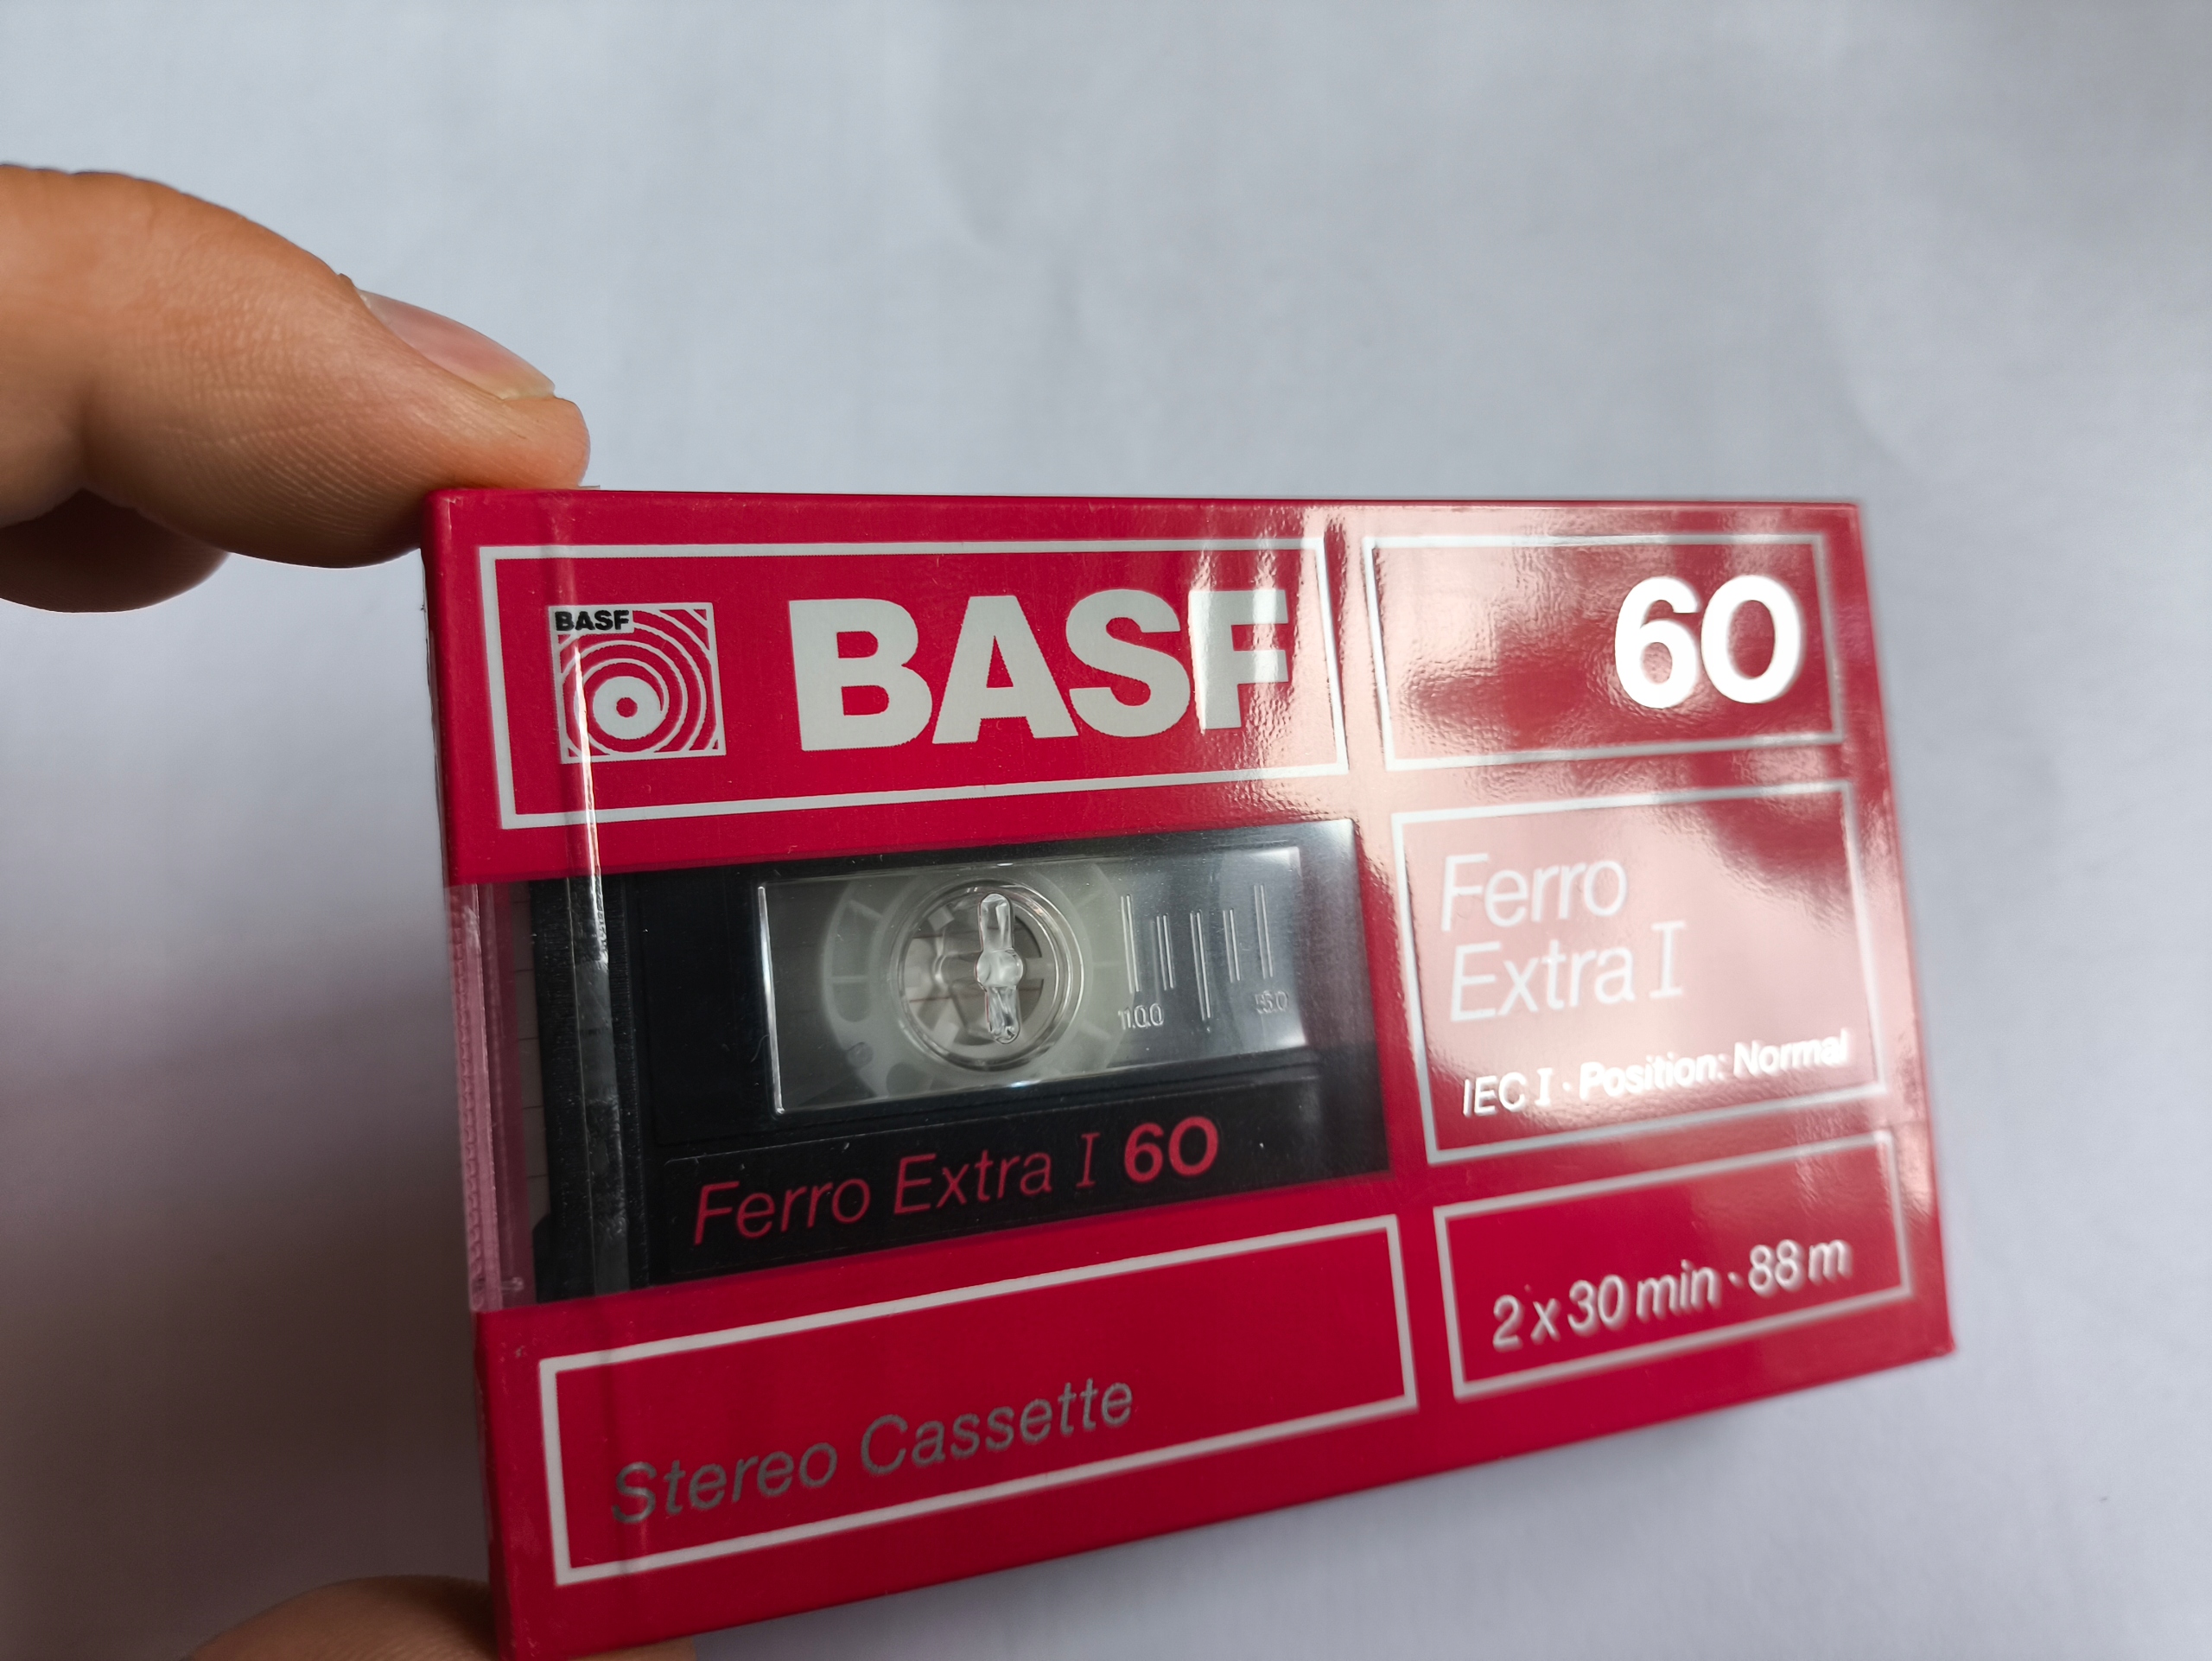 BASF
BASF
60
Ferro
Extra I
IEC I · Position: Normal
100
50
Ferro Extra I 60
2 x 30 min · 88 m
Stereo Cassette